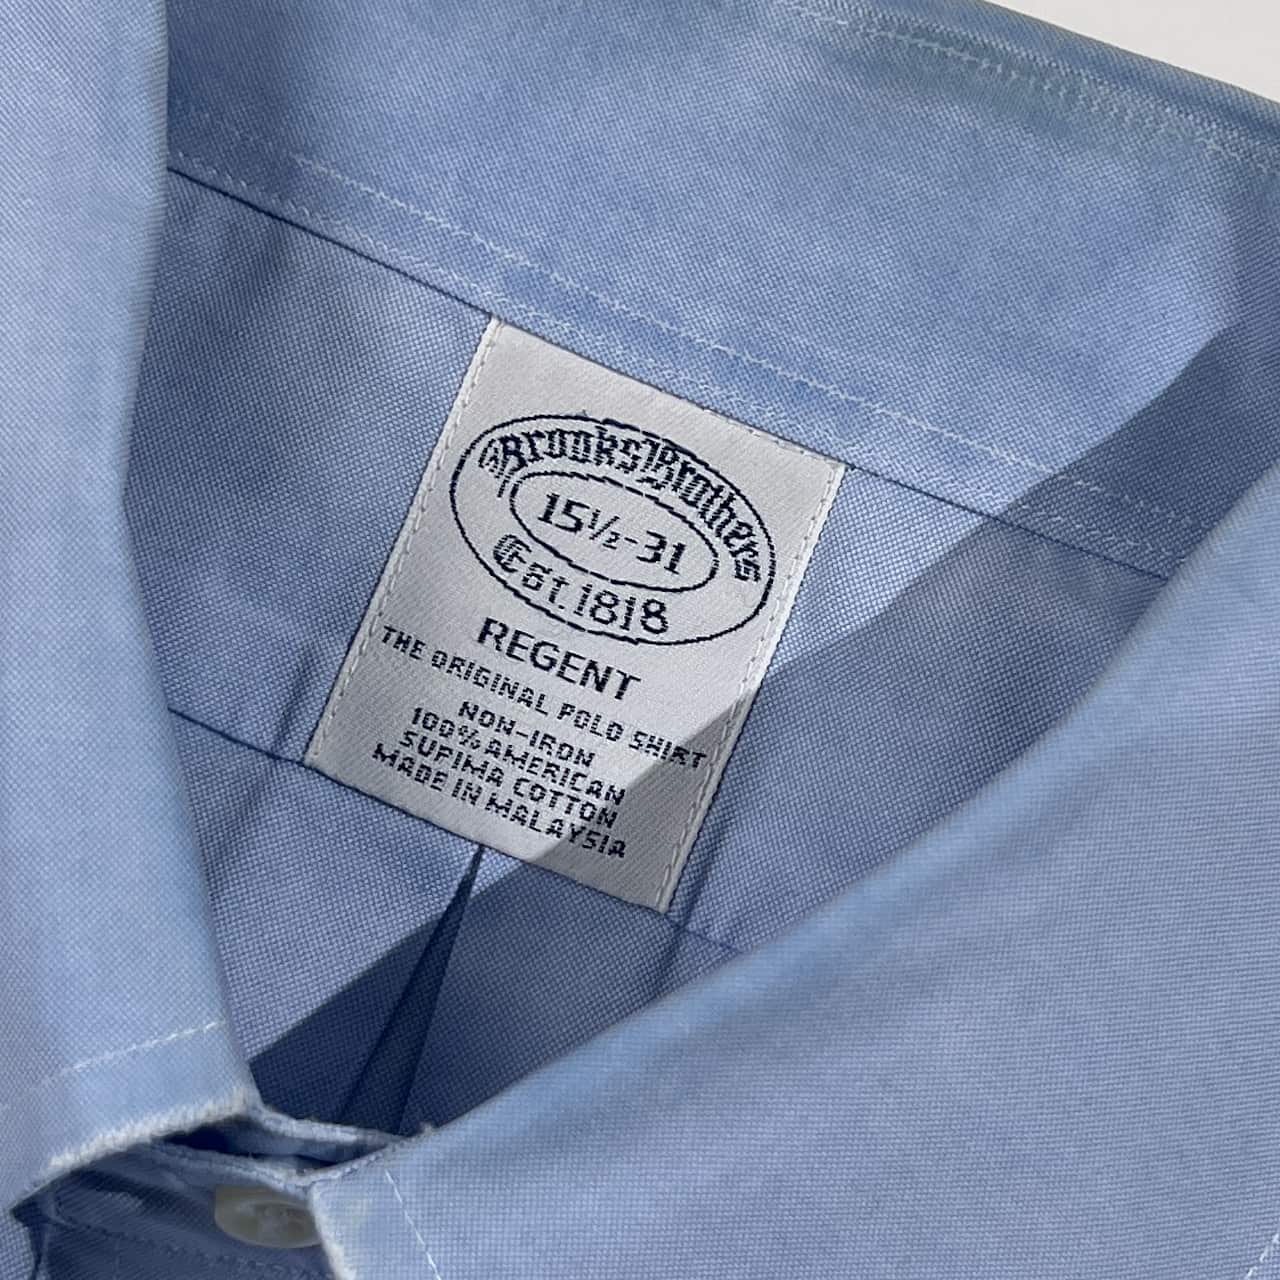 Brooks Brothers
15½-31
Est. 1818
REGENT
THE ORIGINAL POLO SHIRT
NON-IRON
100% AMERICAN
SUPIMA COTTON
MADE IN MALAYSIA